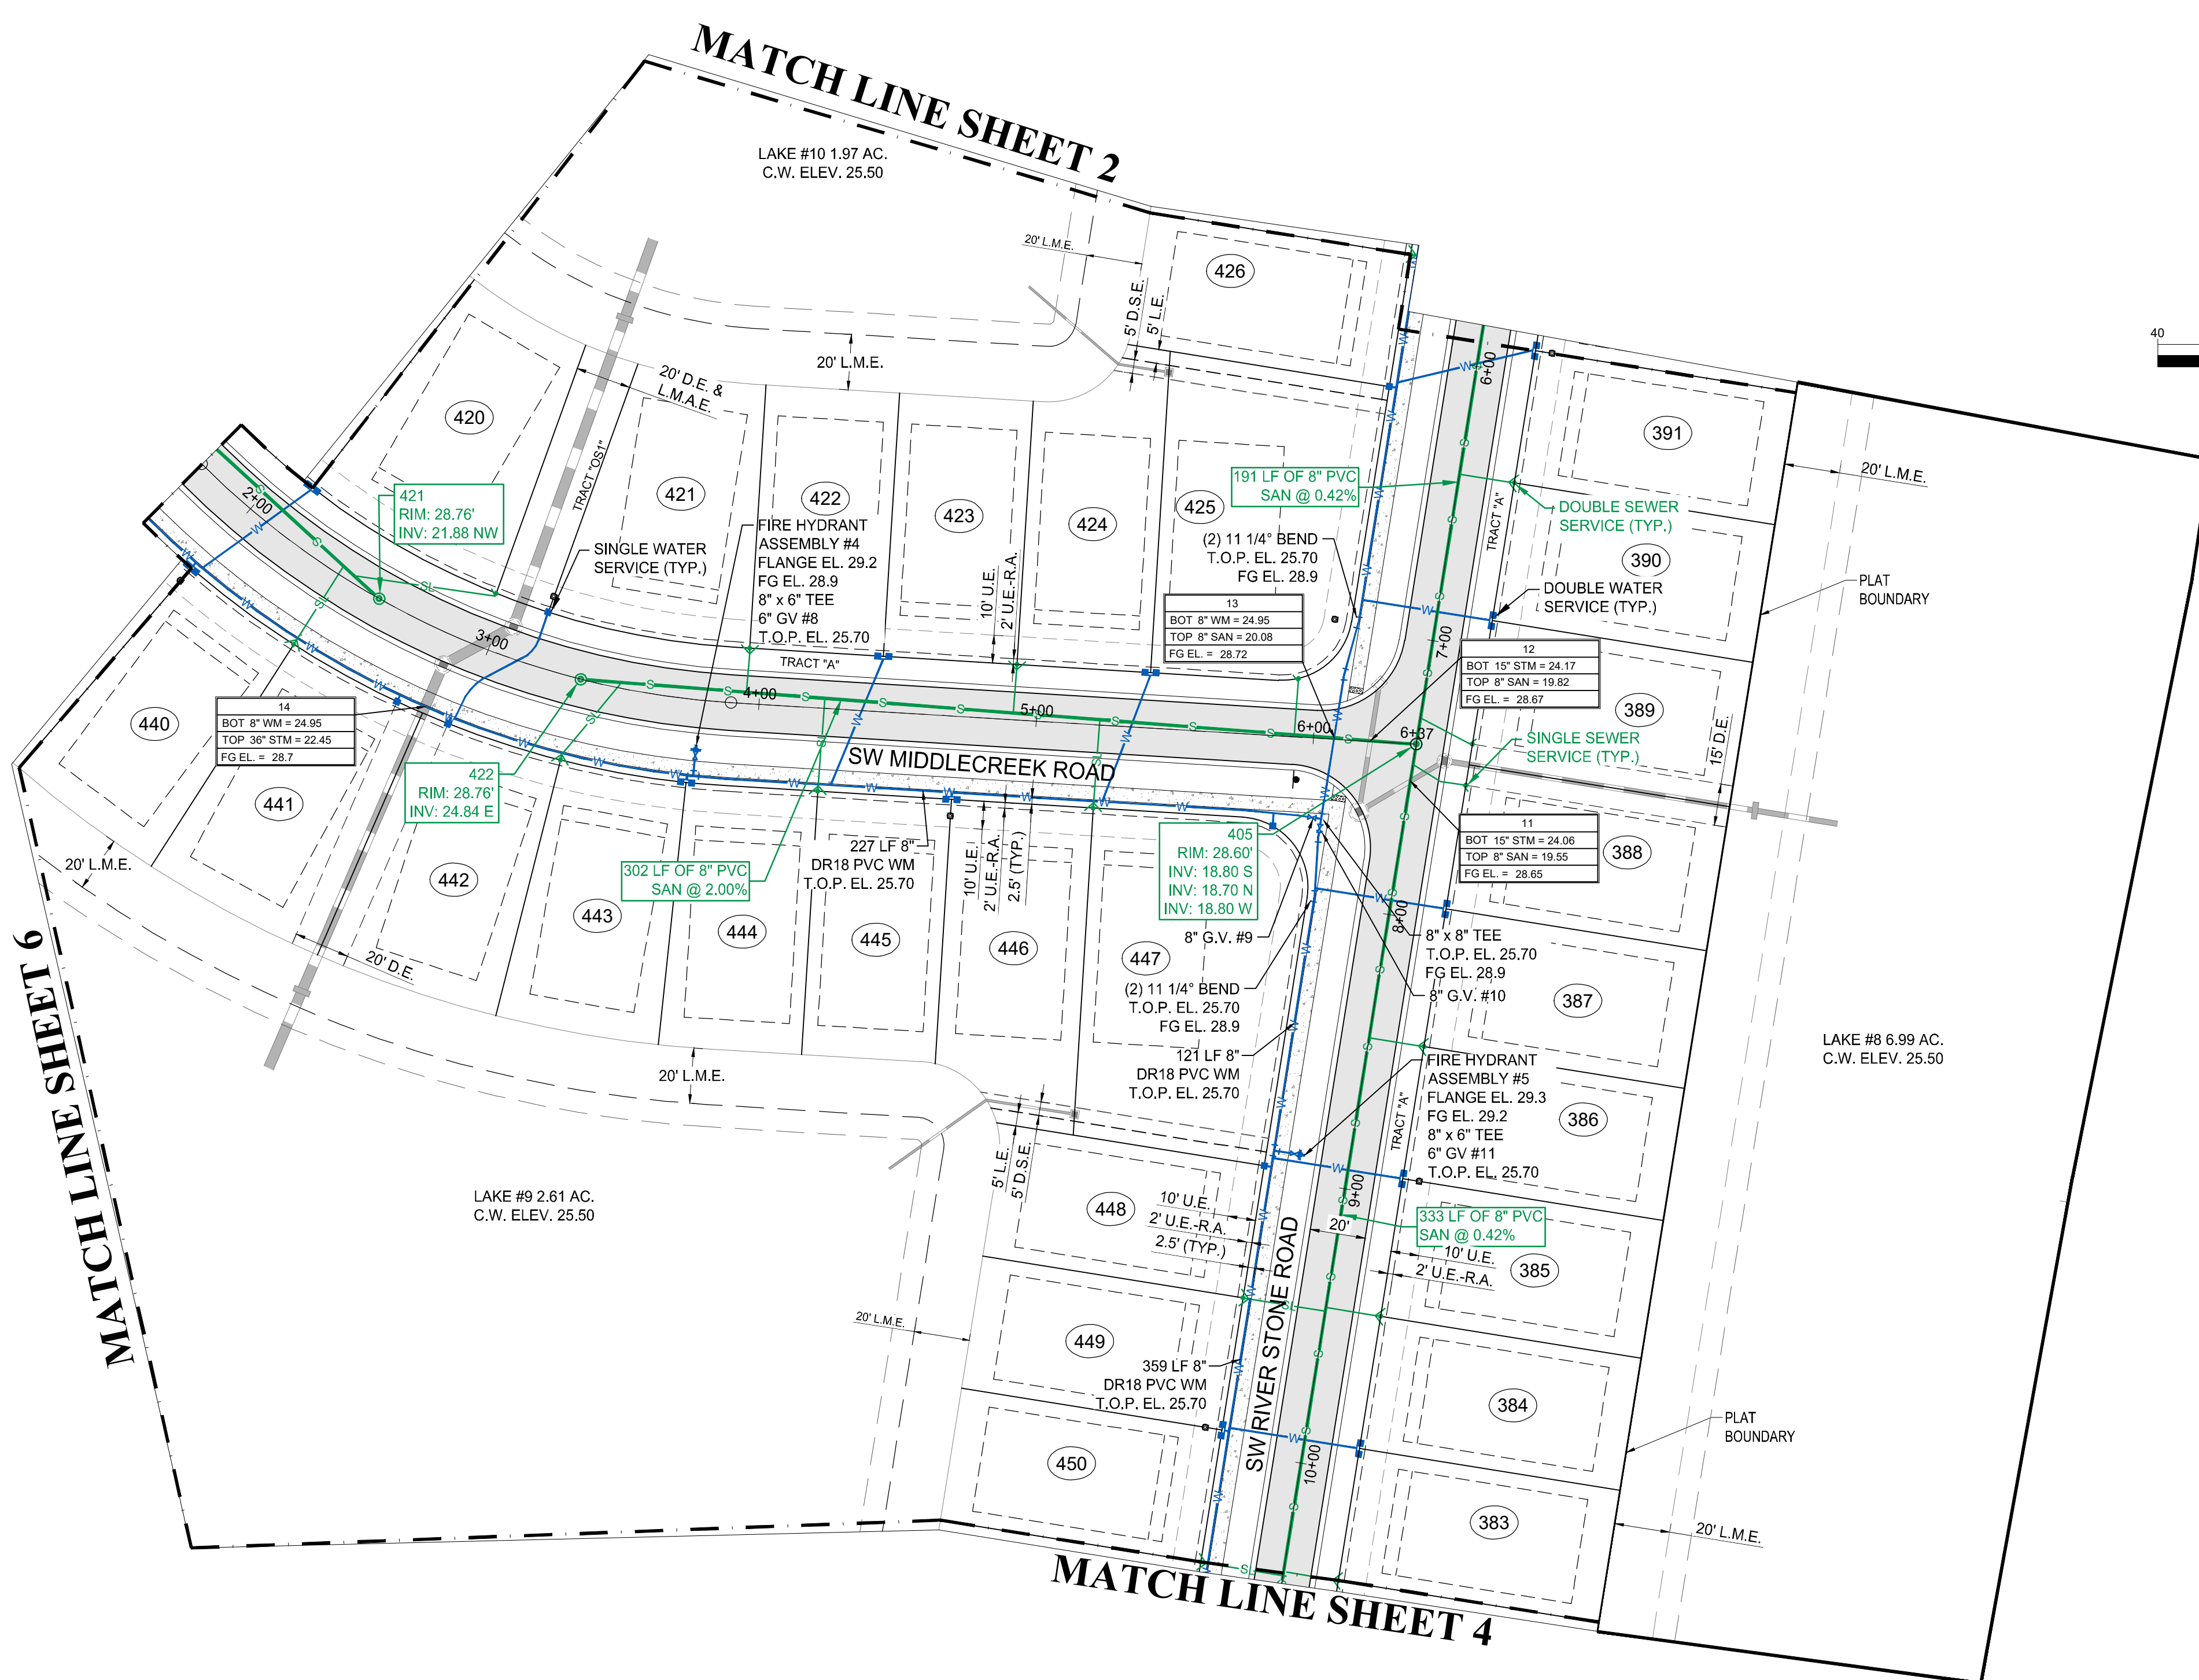 MATCH LINE SHEET 2
LAKE #10 1.97 AC.
C.W. ELEV. 25.50
20' L.M.E.
426
5' D.S.E.
5' L.E.
40
20' L.M.E.
20' D.E. &
L.M.A.E.
420
TRACT "OS1"
421
422
423
424
425
6+00
391
20' L.M.E.
191 LF OF 8" PVC
SAN @ 0.42%
TRACT "A"
DOUBLE SEWER
SERVICE (TYP.)
390
2+00
421
RIM: 28.76'
INV: 21.88 NW
SINGLE WATER
SERVICE (TYP.)
FIRE HYDRANT
ASSEMBLY #4
FLANGE EL. 29.2
FG EL. 28.9
8" x 6" TEE
6" GV #8
T.O.P. EL. 25.70
10' U.E.
2' U.E.-R.A.
(2) 11 1/4° BEND
T.O.P. EL. 25.70
FG EL. 28.9
DOUBLE WATER
SERVICE (TYP.)
PLAT
BOUNDARY
13
BOT 8" WM = 24.95
TOP 8" SAN = 20.08
FG EL. = 28.72
7+00
12
BOT 15" STM = 24.17
TOP 8" SAN = 19.82
FG EL. = 28.67
3+00
TRACT "A"
4+00
5+00
6+00
6+37
389
SINGLE SEWER
SERVICE (TYP.)
15' D.E.
440
14
BOT 8" WM = 24.95
TOP 36" STM = 22.45
FG EL. = 28.7
441
422
RIM: 28.76'
INV: 24.84 E
SL
SW MIDDLECREEK ROAD
20' L.M.E.
442
20' D.E.
443
302 LF OF 8" PVC
SAN @ 2.00%
444
227 LF 8"
DR18 PVC WM
T.O.P. EL. 25.70
445
10' U.E.
2' U.E.-R.A.
2.5' (TYP.)
446
447
405
RIM: 28.60'
INV: 18.80 S
INV: 18.70 N
INV: 18.80 W
11
BOT 15" STM = 24.06
TOP 8" SAN = 19.55
FG EL. = 28.65
388
8" G.V. #9
8+00
8" x 8" TEE
T.O.P. EL. 25.70
FG EL. 28.9
8" G.V. #10
387
(2) 11 1/4° BEND
T.O.P. EL. 25.70
FG EL. 28.9
121 LF 8"
DR18 PVC WM
T.O.P. EL. 25.70
FIRE HYDRANT
ASSEMBLY #5
FLANGE EL. 29.3
FG EL. 29.2
8" x 6" TEE
6" GV #11
T.O.P. EL. 25.70
TRACT "A"
386
LAKE #8 6.99 AC.
C.W. ELEV. 25.50
20' L.M.E.
MATCH LINE SHEET 6
LAKE #9 2.61 AC.
C.W. ELEV. 25.50
5' L.E.
5' D.S.E.
448
10' U.E.
2' U.E.-R.A.
2.5' (TYP.)
9+00
20'
333 LF OF 8" PVC
SAN @ 0.42%
10' U.E.
2' U.E.-R.A.
385
20' L.M.E.
449
359 LF 8"
DR18 PVC WM
T.O.P. EL. 25.70
SW RIVER STONE ROAD
384
PLAT
BOUNDARY
450
10+00
383
20' L.M.E.
MATCH LINE SHEET 4